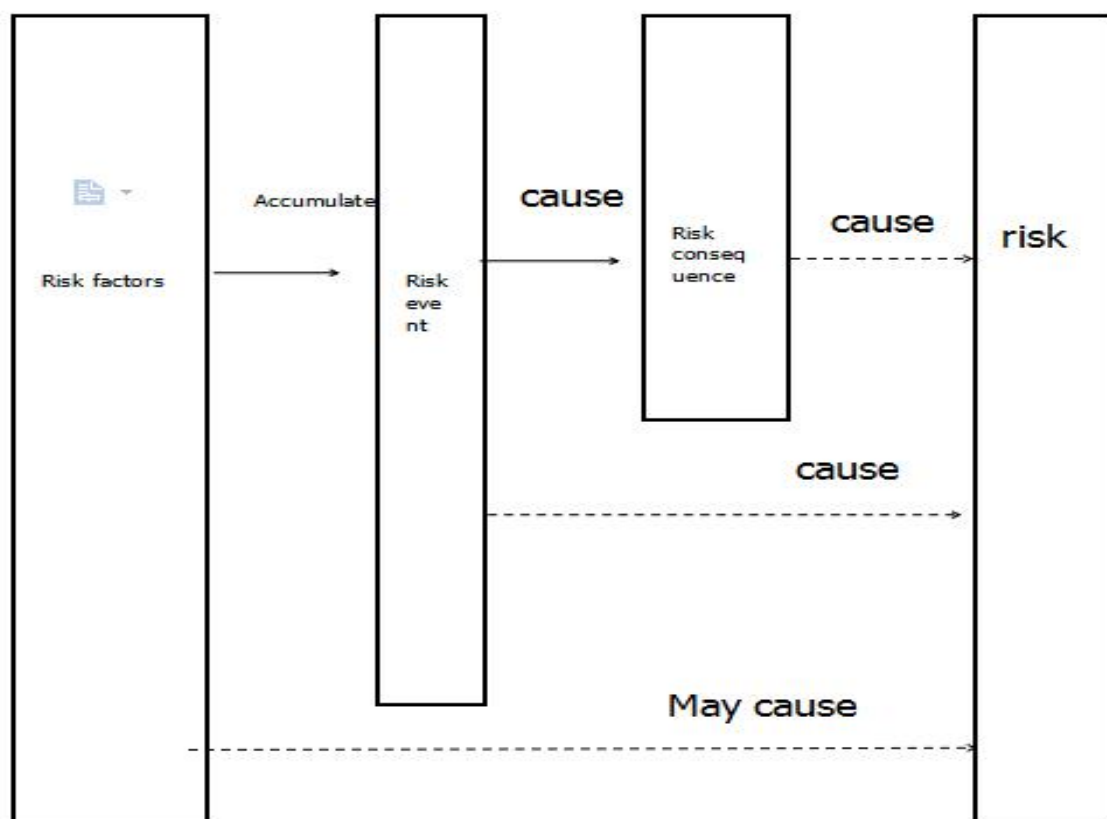 Accumulate
cause
cause
risk
Risk factors
Risk
eve
nt
Risk
conseq
uence
cause
May cause